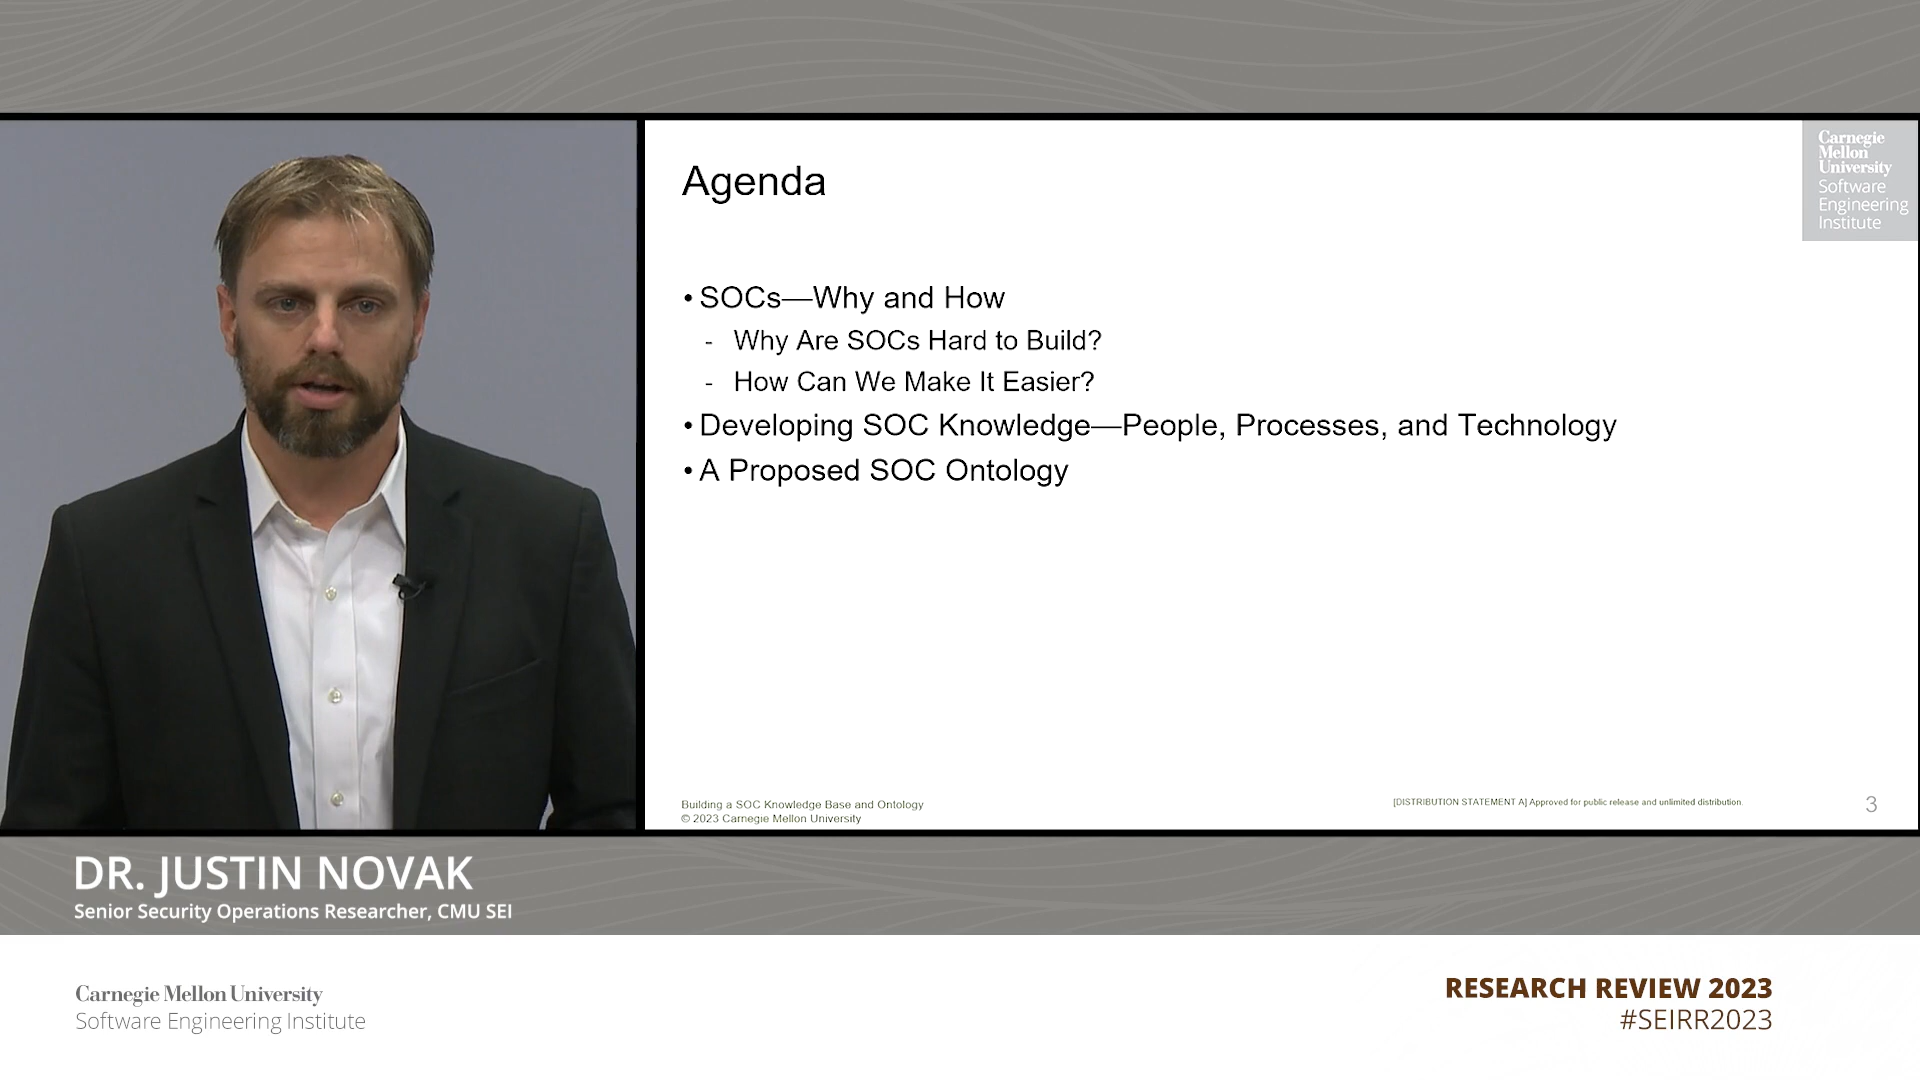 Agenda
Carnegie
Mellon
University
Software
Engineering
Institute
• SOCs—Why and How
- Why Are SOCs Hard to Build?
- How Can We Make It Easier?
• Developing SOC Knowledge—People, Processes, and Technology
• A Proposed SOC Ontology
Building a SOC Knowledge Base and Ontology
© 2023 Carnegie Mellon University
[DISTRIBUTION STATEMENT A] Approved for public release and unlimited distribution.
3
DR. JUSTIN NOVAK
Senior Security Operations Researcher, CMU SEI
Carnegie Mellon University
Software Engineering Institute
RESEARCH REVIEW 2023
#SEIRR2023